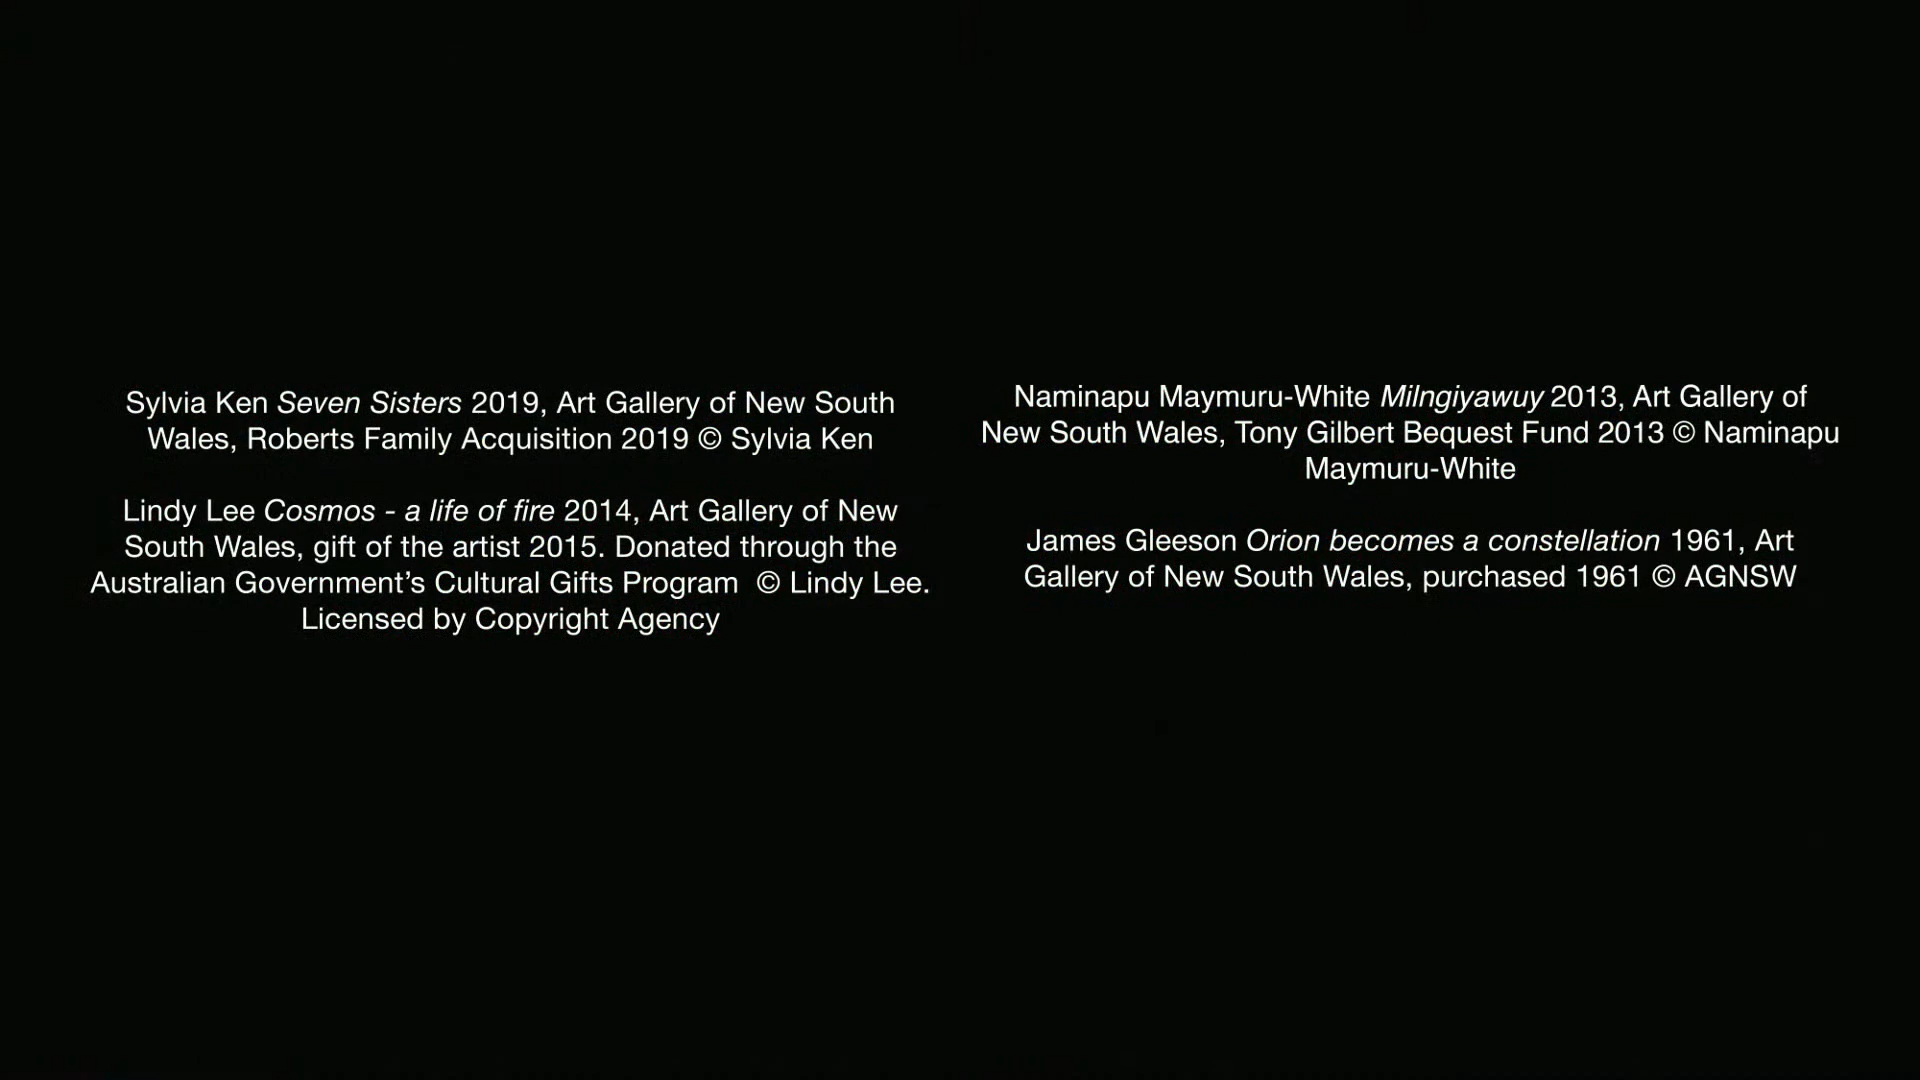 Sylvia Ken Seven Sisters 2019, Art Gallery of New South
Wales, Roberts Family Acquisition 2019 © Sylvia Ken
Lindy Lee Cosmos - a life of fire 2014, Art Gallery of New
South Wales, gift of the artist 2015. Donated through the
Australian Government’s Cultural Gifts Program © Lindy Lee.
Licensed by Copyright Agency
Naminapu Maymuru-White Milngiyawuy 2013, Art Gallery of
New South Wales, Tony Gilbert Bequest Fund 2013 © Naminapu
Maymuru-White
James Gleeson Orion becomes a constellation 1961, Art
Gallery of New South Wales, purchased 1961 © AGNSW